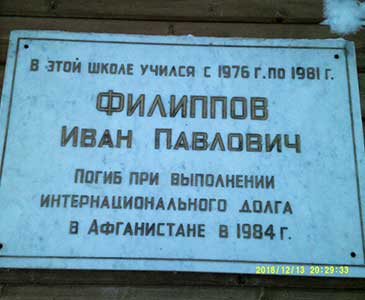 В ЭТОЙ ШКОЛЕ УЧИЛСЯ С 1976 Г. ПО 1981 Г.
ФИЛИППОВ
ИВАН ПАВЛОВИЧ
ПОГИБ ПРИ ВЫПОЛНЕНИИ
ИНТЕРНАЦИОНАЛЬНОГО ДОЛГА
В АФГАНИСТАНЕ В 1984 Г.
2016/12/13 20:29:33